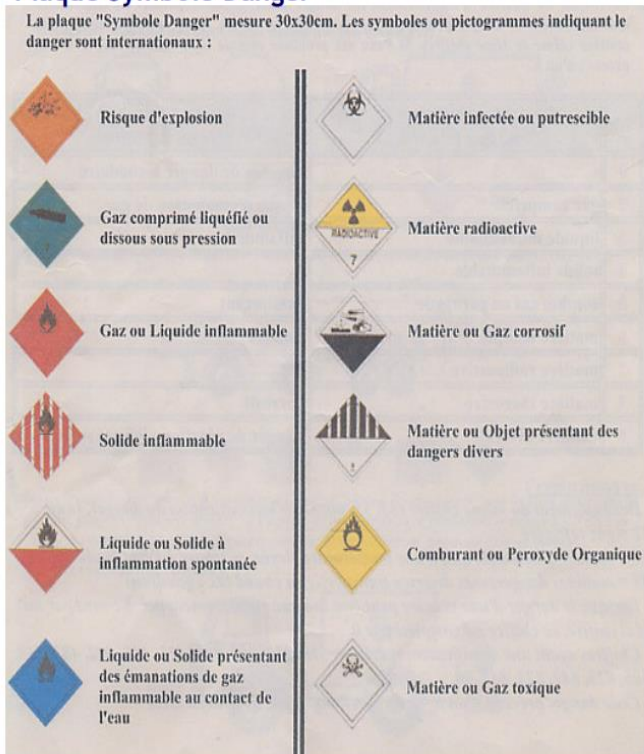 Plaque Symbole Danger
La plaque "Symbole Danger" mesure 30x30cm. Les symboles ou pictogrammes indiquant le
danger sont internationaux :
Risque d'explosion
Gaz comprimé liquéfié ou
dissous sous pression
Gaz ou Liquide inflammable
Solide inflammable
Liquide ou Solide à
inflammation spontanée
Liquide ou Solide présentant
des émanations de gaz
inflammable au contact de
l'eau
Matière infectée ou putrescible
RADIOACTIVE
7
Matière radioactive
Matière ou Gaz corrosif
Matière ou Objet présentant des
dangers divers
Comburant ou Peroxyde Organique
Matière ou Gaz toxique